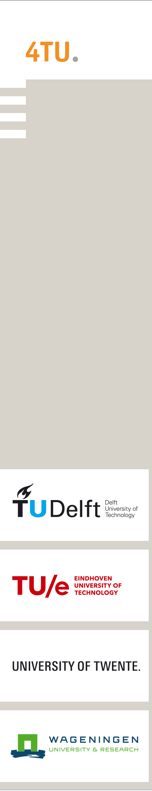 4TU.
TUDelft
Delft
University of
Technology
TU/e
EINDHOVEN
UNIVERSITY OF
TECHNOLOGY
UNIVERSITY OF TWENTE.
WAGENINGEN
UNIVERSITY & RESEARCH